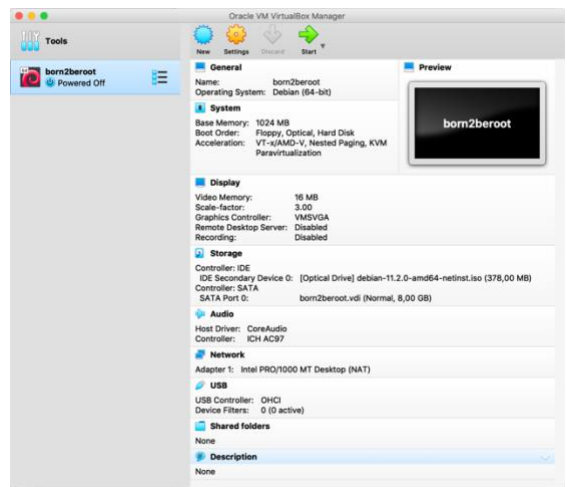 Oracle VM VirtualBox Manager
Tools
New Settings Discard Start
born2beroot
Powered Off
General
Name: born2beroot
Operating System: Debian (64-bit)
Preview
born2beroot
System
Base Memory: 1024 MB
Boot Order: Floppy, Optical, Hard Disk
Acceleration: VT-x/AMD-V, Nested Paging, KVM
Paravirtualization
Display
Video Memory: 16 MB
Scale-factor: 3.00
Graphics Controller: VMSVGA
Remote Desktop Server: Disabled
Recording: Disabled
Storage
Controller: IDE
IDE Secondary Device 0: [Optical Drive] debian-11.2.0-amd64-netinst.iso (378,00 MB)
Controller: SATA
SATA Port 0: born2beroot.vdi (Normal, 8,00 GB)
Audio
Host Driver: CoreAudio
Controller: ICH AC97
Network
Adapter 1: Intel PRO/1000 MT Desktop (NAT)
USB
USB Controller: OHCI
Device Filters: 0 (0 active)
Shared folders
None
Description
None